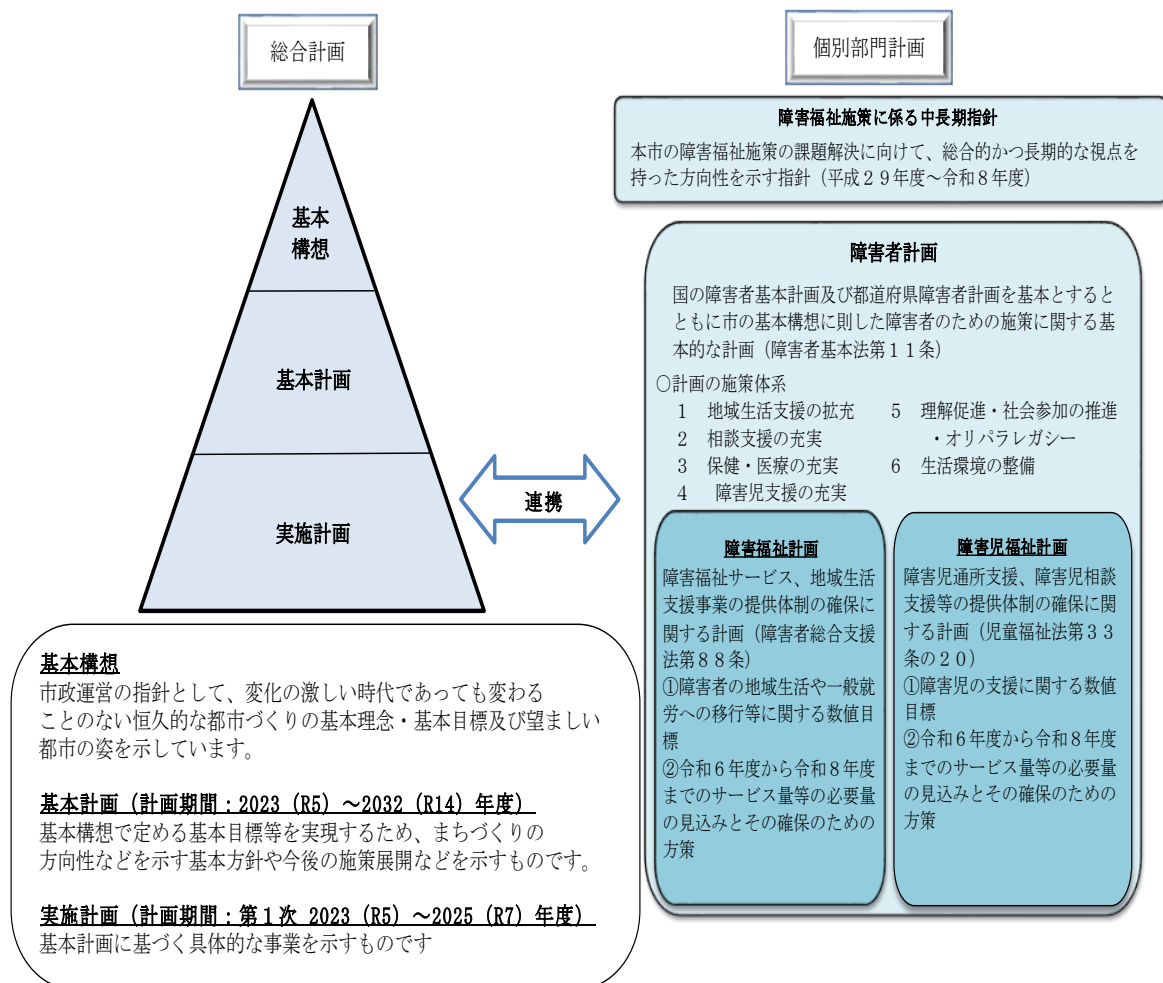 総合計画
基本
構想
基本計画
実施計画
基本構想
市政運営の指針として、変化の激しい時代であっても変わる
ことのない恒久的な都市づくりの基本理念・基本目標及び望ましい
都市の姿を示しています。
基本計画（計画期間：2023（R5）～2032（R14）年度）
基本構想で定める基本目標等を実現するため、まちづくりの
方向性などを示す基本方針や今後の施策展開などを示すものです。
実施計画（計画期間：第１次 2023（R5）～2025（R7）年度）
基本計画に基づく具体的な事業を示すものです
連携
個別部門計画
障害福祉施策に係る中長期指針
本市の障害福祉施策の課題解決に向けて、総合的かつ長期的な視点を
持った方向性を示す指針（平成２９年度～令和８年度）
障害者計画
国の障害者基本計画及び都道府県障害者計画を基本とすると
ともに市の基本構想に則した障害者のための施策に関する基
本的な計画（障害者基本法第１１条）
○計画の施策体系
１　地域生活支援の拡充
２　相談支援の充実
３　保健・医療の充実
４　障害児支援の充実
５　理解促進・社会参加の推進
・オリパラレガシー
６　生活環境の整備
障害福祉計画
障害福祉サービス、地域生活
支援事業の提供体制の確保に
関する計画（障害者総合支援
法第８８条）
①障害者の地域生活や一般就
労への移行等に関する数値目
標
②令和６年度から令和８年度
までのサービス量等の必要量
の見込みとその確保のための
方策
障害児福祉計画
障害児通所支援、障害児相談
支援等の提供体制の確保に関
する計画（児童福祉法第３３
条の２０）
①障害児の支援に関する数値
目標
②令和６年度から令和８年度
までのサービス量等の必要量
の見込みとその確保のための
方策